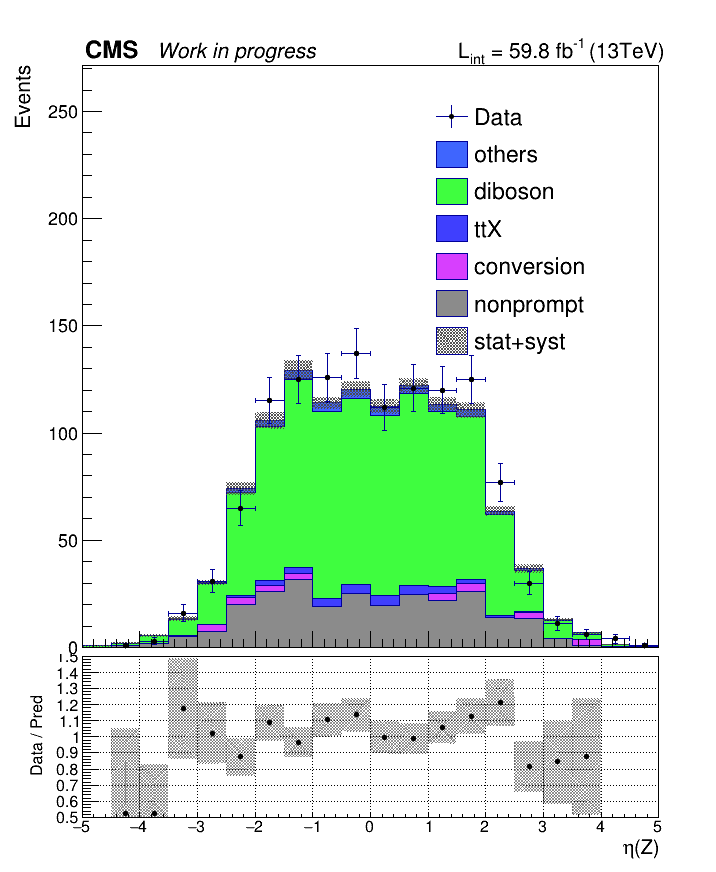 CMS Work in progress L_int = 59.8 fb^-1 (13TeV)
Events
250
200
150
100
50
0
Data
others
diboson
ttX
conversion
nonprompt
stat+syst
Data / Pred
1.5
1.4
1.3
1.2
1.1
1
0.9
0.8
0.7
0.6
0.5
−5 −4 −3 −2 −1 0 1 2 3 4 5
η(Z)